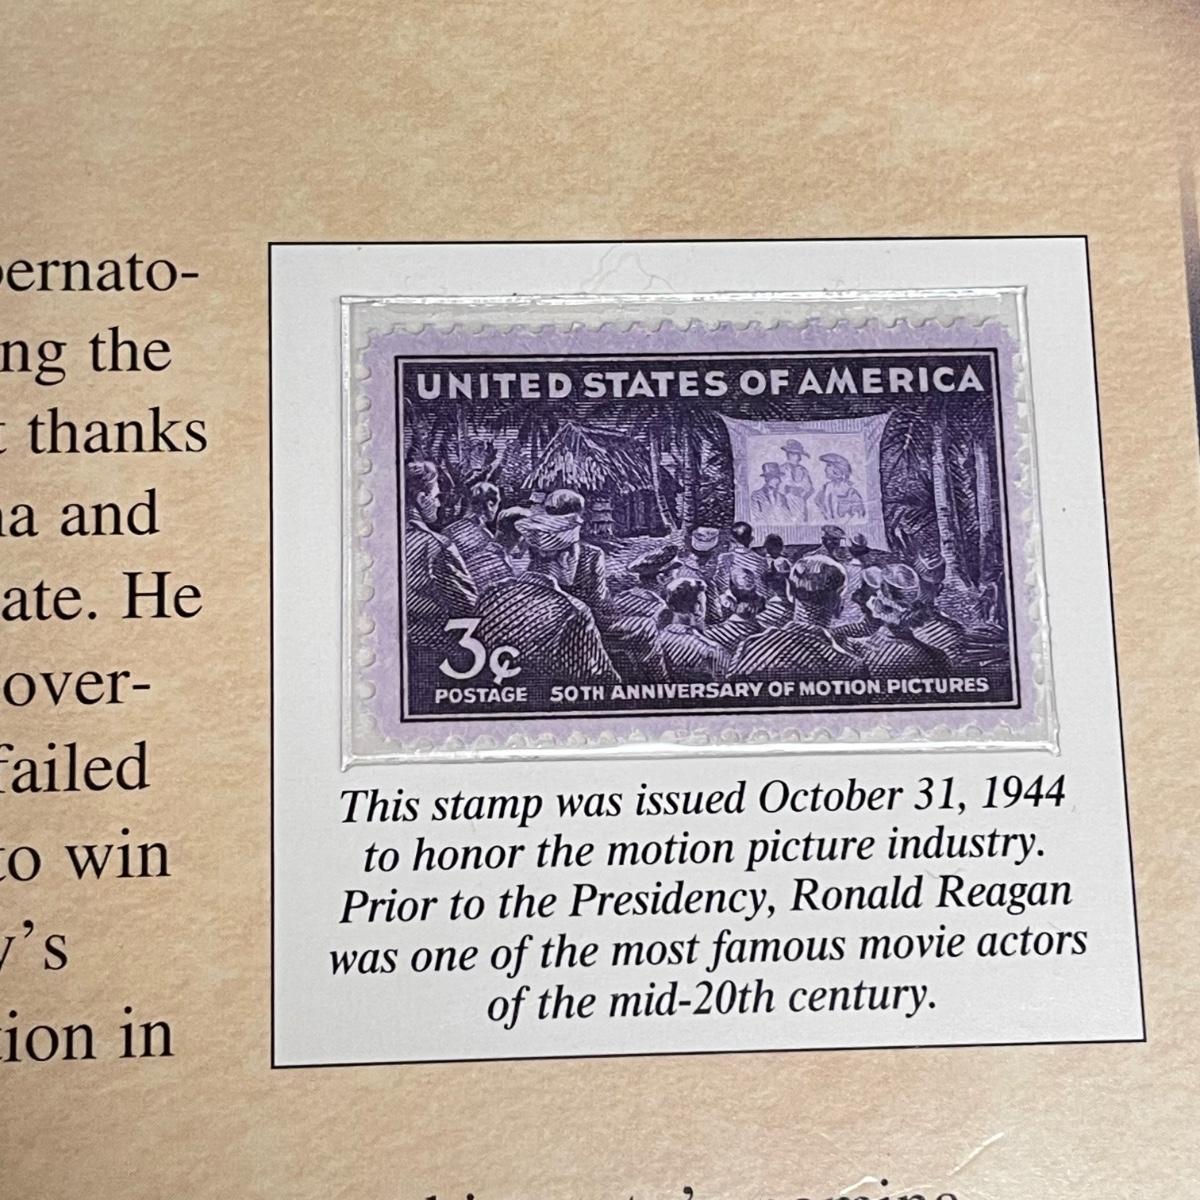 ernato-
ng the
thanks
and
ate. He
over-
failed
to win
y's
tion in
UNITED STATES OF AMERICA
3¢
POSTAGE 50TH ANNIVERSARY OF MOTION PICTURES
This stamp was issued October 31, 1944
to honor the motion picture industry.
Prior to the Presidency, Ronald Reagan
was one of the most famous movie actors
of the mid-20th century.